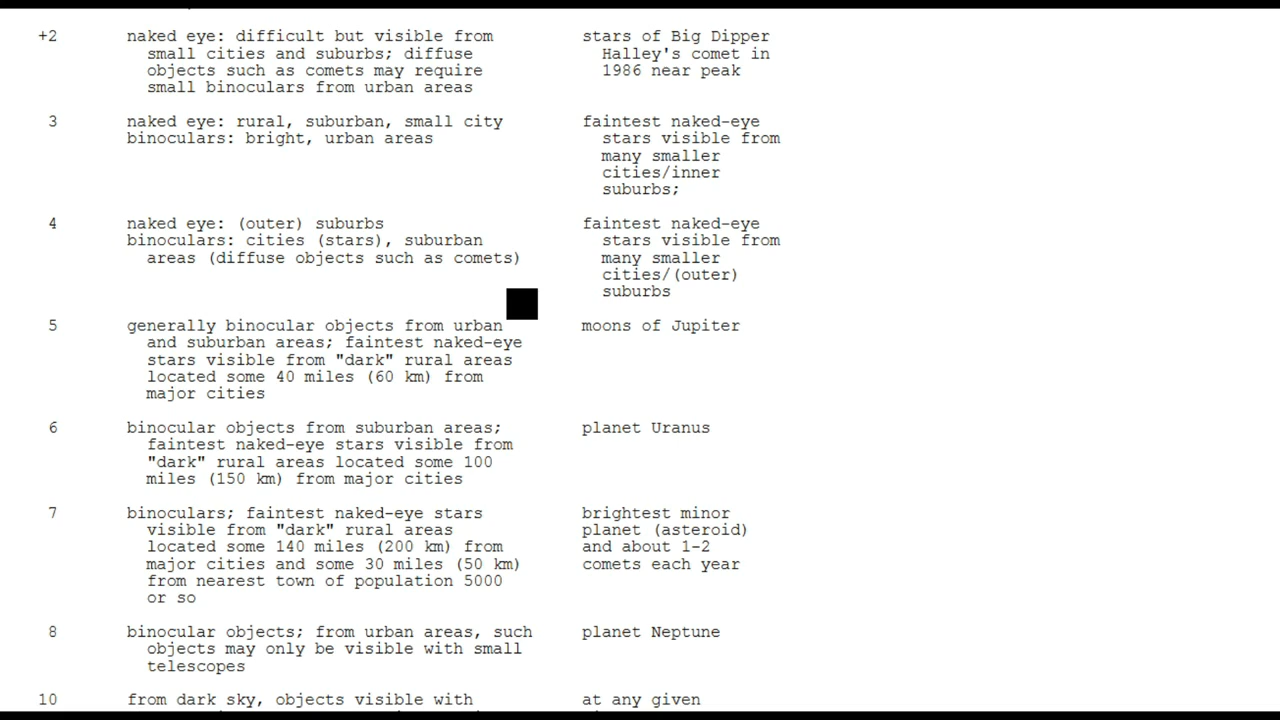 +2 naked eye: difficult but visible from stars of Big Dipper
small cities and suburbs; diffuse Halley's comet in
objects such as comets may require 1986 near peak
small binoculars from urban areas
3 naked eye: rural, suburban, small city faintest naked-eye
binoculars: bright, urban areas stars visible from
many smaller
cities/inner
suburbs;
4 naked eye: (outer) suburbs faintest naked-eye
binoculars: cities (stars), suburban stars visible from
areas (diffuse objects such as comets) many smaller
cities/(outer)
suburbs
5 generally binocular objects from urban moons of Jupiter
and suburban areas; faintest naked-eye
stars visible from "dark" rural areas
located some 40 miles (60 km) from
major cities
6 binocular objects from suburban areas; planet Uranus
faintest naked-eye stars visible from
"dark" rural areas located some 100
miles (150 km) from major cities
7 binoculars; faintest naked-eye stars brightest minor
visible from "dark" rural areas planet (asteroid)
located some 140 miles (200 km) from and about 1-2
major cities and some 30 miles (50 km) comets each year
from nearest town of population 5000
or so
8 binocular objects; from urban areas, such planet Neptune
objects may only be visible with small
telescopes
10 from dark sky, objects visible with at any given